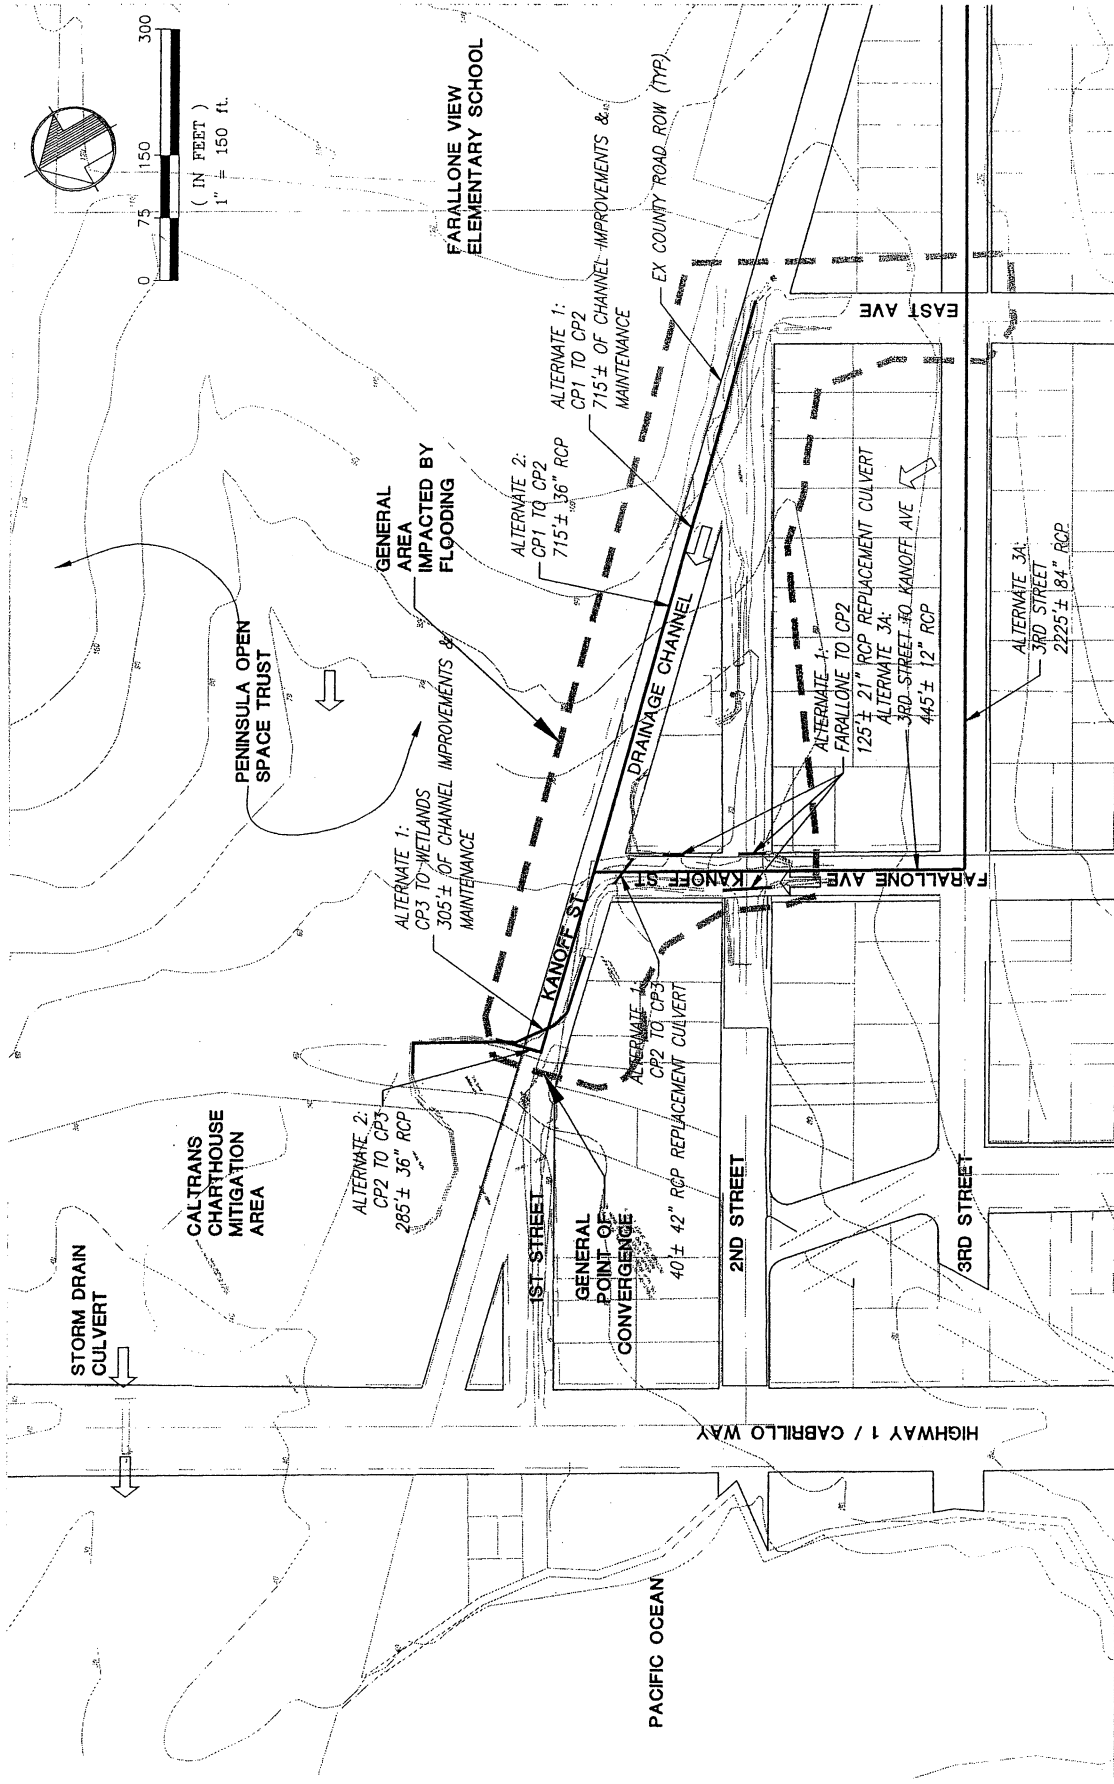 0 75 150 300
( IN FEET )
1" = 150 ft.
FARALLONE VIEW
ELEMENTARY SCHOOL
PENINSULA OPEN
SPACE TRUST
GENERAL
AREA
IMPACTED BY
FLOODING
CALTRANS
CHARTHOUSE
MITIGATION
AREA
STORM DRAIN
CULVERT
ALTERNATE 1:
CP3 TO WETLANDS
305'± OF CHANNEL IMPROVEMENTS &
MAINTENANCE
ALTERNATE 2:
CP1 TO CP2
715'± 36" RCP
ALTERNATE 1:
CP1 TO CP2
715'± OF CHANNEL IMPROVEMENTS &
MAINTENANCE
EX COUNTY ROAD ROW (TYP)
ALTERNATE 2:
CP2 TO CP3
285'± 36" RCP
KANOFF ST
DRAINAGE CHANNEL
1ST STREET
GENERAL
POINT OF
CONVERGENCE
ALTERNATE 1:
CP2 TO CP3
40'± 42" RCP REPLACEMENT CULVERT
KANOFF ST
KANOFF
FARALLONE AVE
FARALLONE AVE
EAST AVE
ALTERNATE 1:
FARALLONE TO CP2
125'± 21" RCP REPLACEMENT CULVERT
ALTERNATE 3A:
3RD STREET TO KANOFF AVE
445'± 12" RCP
2ND STREET
3RD STREET
ALTERNATE 3A:
3RD STREET
2225'± 84" RCP
HIGHWAY 1 / CABRILLO WAY
PACIFIC OCEAN